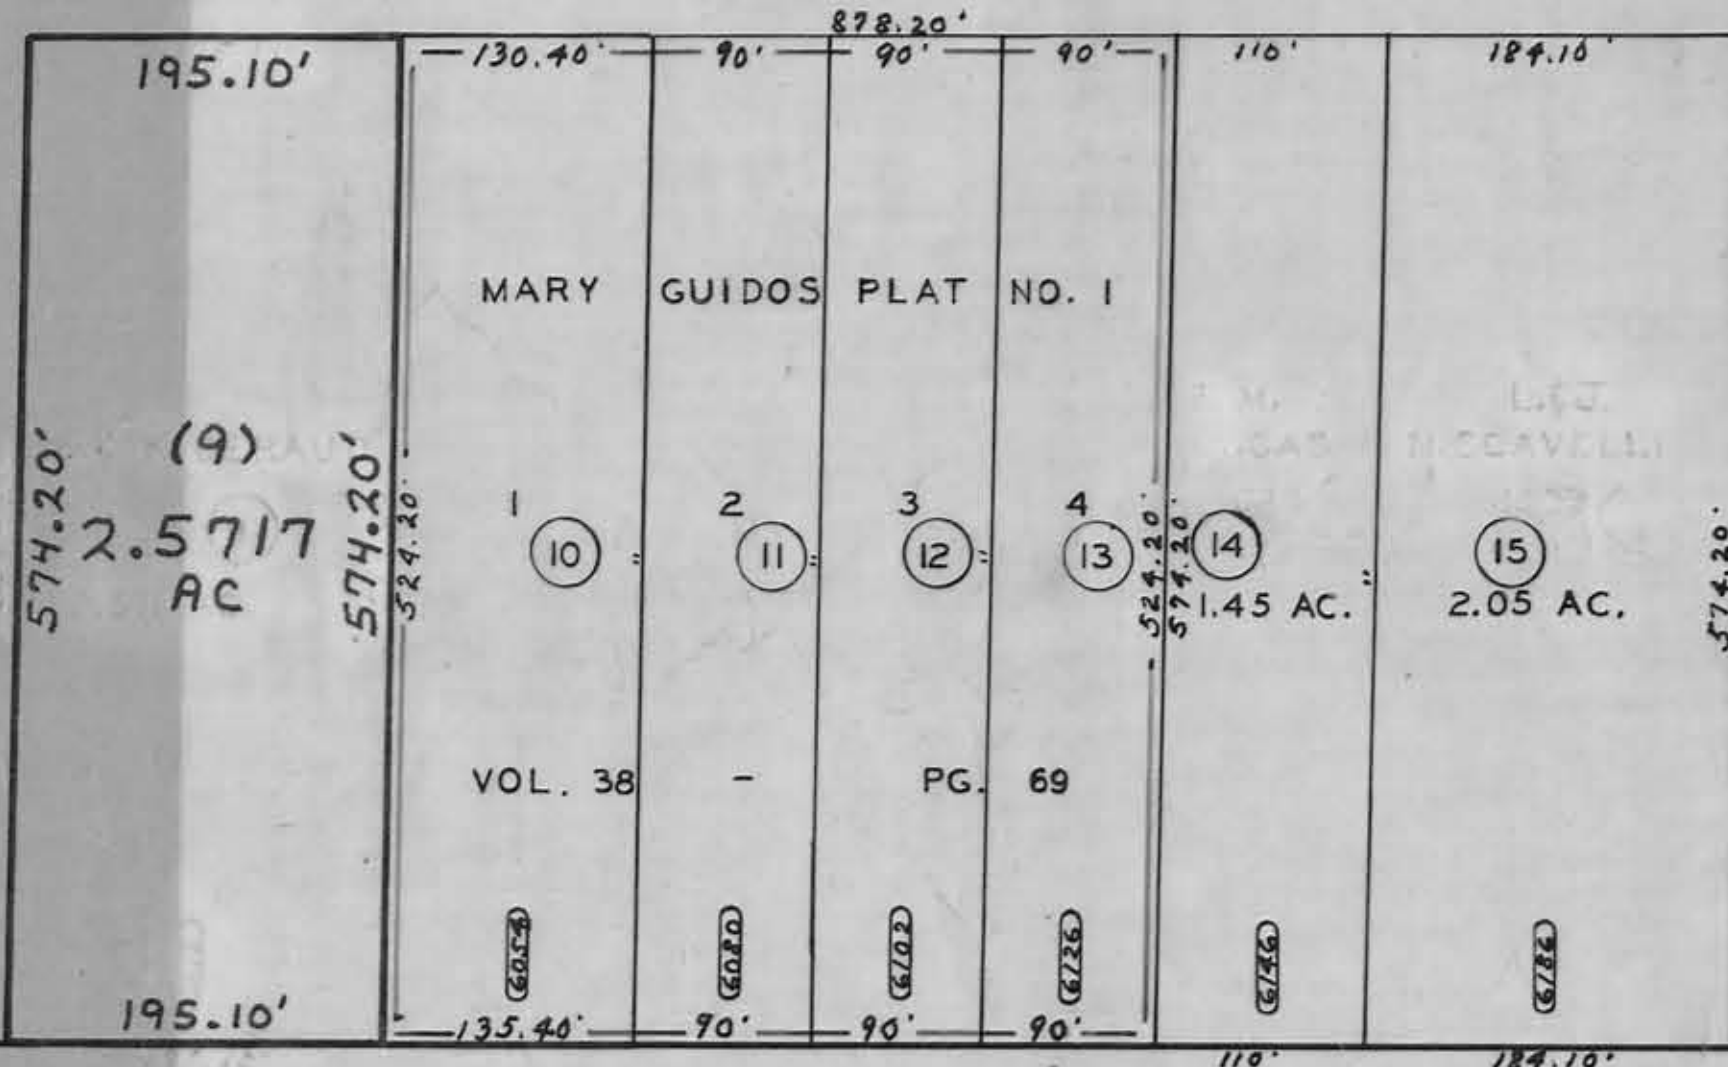 878.20'
195.10' 130.40' 90' 90' 90' 110' 184.10'
MARY GUIDOS PLAT NO. 1
574.20' (9) 2.5717 AC 574.20'
524.20' 1 10 " 2 11 " 3 12 " 4 13 524.20'
574.20' 14 1.45 AC. " 15 2.05 AC. 574.20'
VOL. 38 - PG. 69
6054 6080 6102 6126 6146 6186
195.10' 135.40' 90' 90' 90'
110' 184.10'